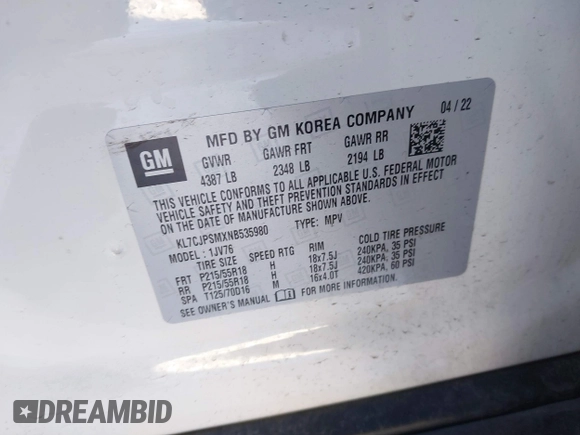 MFD BY GM KOREA COMPANY 04 / 22
GM
GVWR GAWR FRT GAWR RR
4387 LB 2348 LB 2194 LB
THIS VEHICLE CONFORMS TO ALL APPLICABLE U.S. FEDERAL MOTOR
VEHICLE SAFETY AND THEFT PREVENTION STANDARDS IN EFFECT
ON THE DATE OF MANUFACTURE SHOWN ABOVE.
KL7CJPSMXNB535980 TYPE: MPV
MODEL: 1JV76
TIRE SIZE SPEED RTG RIM COLD TIRE PRESSURE
FRT P215/55R18 H 18x7.5J 240KPA, 35 PSI
RR P215/55R18 H 18x7.5J 240KPA, 35 PSI
SPA T125/70D16 M 16x4.0T 420KPA, 60 PSI
SEE OWNER'S MANUAL FOR MORE INFORMATION
DREAMBID